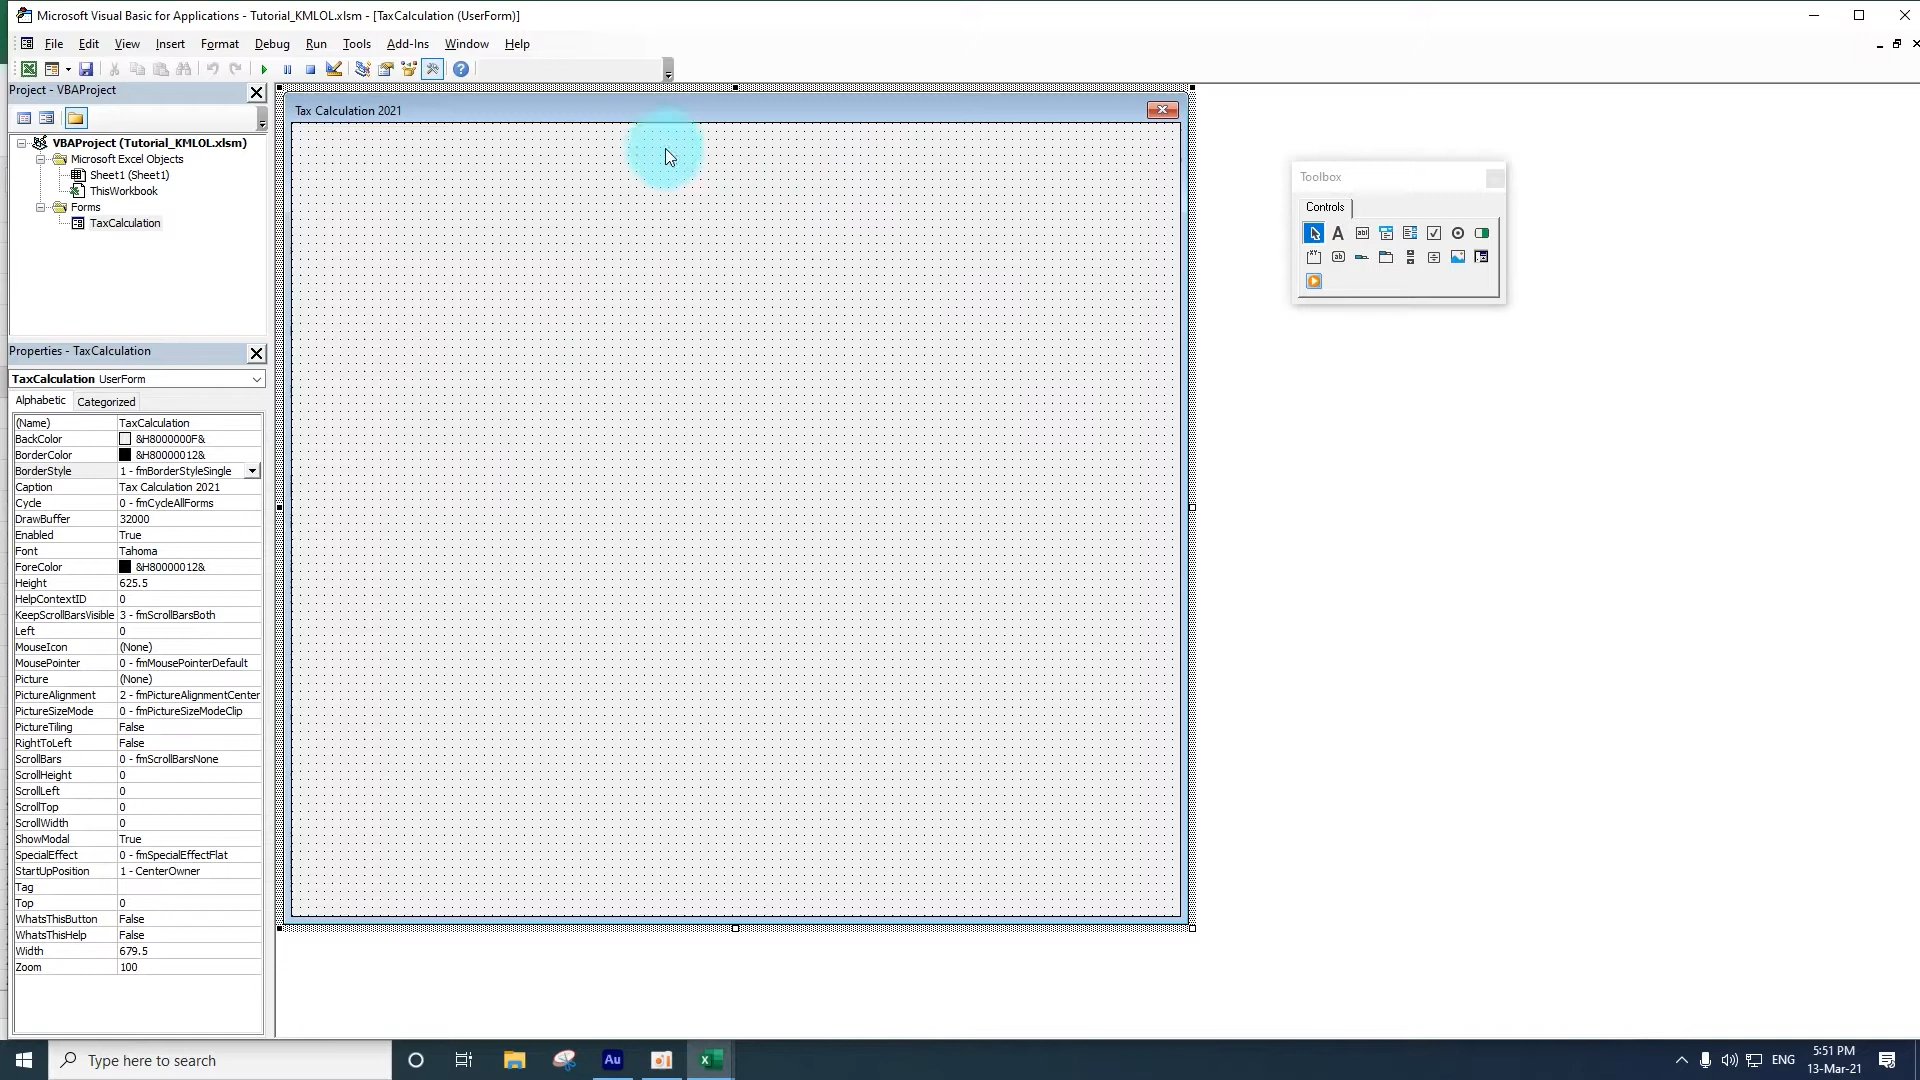 Microsoft Visual Basic for Applications - Tutorial_KMLOL.xlsm - [TaxCalculation (UserForm)]
File Edit View Insert Format Debug Run Tools Add-Ins Window Help
Project - VBAProject
VBAProject (Tutorial_KMLOL.xlsm)
Microsoft Excel Objects
Sheet1 (Sheet1)
ThisWorkbook
Forms
TaxCalculation
Tax Calculation 2021
Toolbox
Controls
A
Properties - TaxCalculation
TaxCalculation UserForm
Alphabetic Categorized
(Name) TaxCalculation
BackColor &H8000000F&
BorderColor &H80000012&
BorderStyle 1 - fmBorderStyleSingle
Caption Tax Calculation 2021
Cycle 0 - fmCycleAllForms
DrawBuffer 32000
Enabled True
Font Tahoma
ForeColor &H80000012&
Height 625.5
HelpContextID 0
KeepScrollBarsVisible 3 - fmScrollBarsBoth
Left 0
MouseIcon (None)
MousePointer 0 - fmMousePointerDefault
Picture (None)
PictureAlignment 2 - fmPictureAlignmentCenter
PictureSizeMode 0 - fmPictureSizeModeClip
PictureTiling False
RightToLeft False
ScrollBars 0 - fmScrollBarsNone
ScrollHeight 0
ScrollLeft 0
ScrollTop 0
ScrollWidth 0
ShowModal True
SpecialEffect 0 - fmSpecialEffectFlat
StartUpPosition 1 - CenterOwner
Tag
Top 0
WhatsThisButton False
WhatsThisHelp False
Width 679.5
Zoom 100
Type here to search
Au
ENG
5:51 PM
13-Mar-21